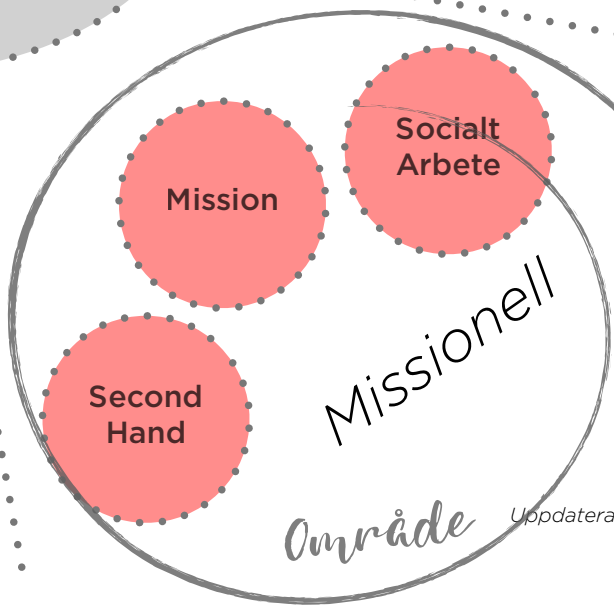 Socialt
Arbete
Mission
Missionell
Second
Hand
Område
Uppdatera